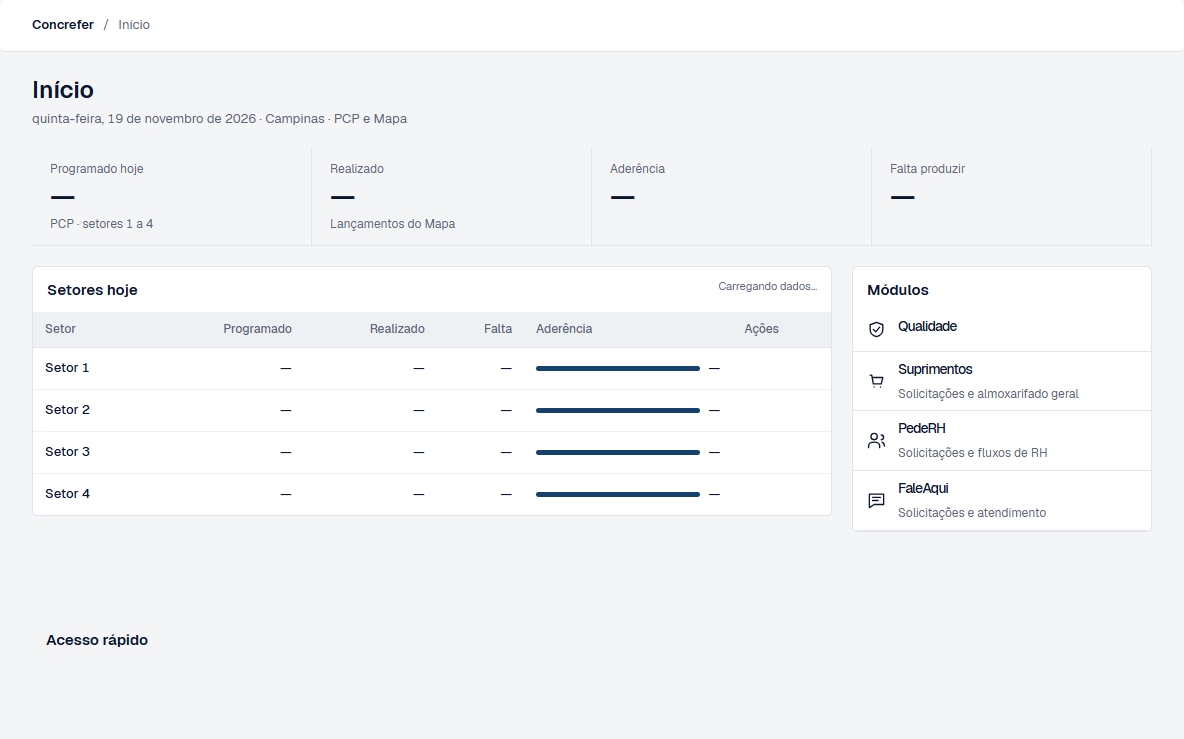 Concrefer / Início
Início
quinta-feira, 19 de novembro de 2026 · Campinas · PCP e Mapa
Programado hoje
—
PCP · setores 1 a 4
Realizado
—
Lançamentos do Mapa
Aderência
—
Falta produzir
—
Setores hoje
Carregando dados…
Setor Programado Realizado Falta Aderência Ações
Setor 1 — — — —
Setor 2 — — — —
Setor 3 — — — —
Setor 4 — — — —
Módulos
Qualidade
Suprimentos
Solicitações e almoxarifado geral
PedeRH
Solicitações e fluxos de RH
FaleAqui
Solicitações e atendimento
Acesso rápido